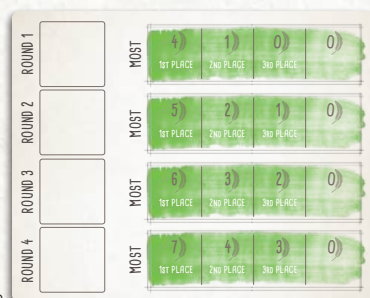 ROUND 1
MOST
4 1 0 0
1ST PLACE 2ND PLACE 3RD PLACE
ROUND 2
MOST
5 2 1 0
1ST PLACE 2ND PLACE 3RD PLACE
ROUND 3
MOST
6 3 2 0
1ST PLACE 2ND PLACE 3RD PLACE
ROUND 4
MOST
7 4 3 0
1ST PLACE 2ND PLACE 3RD PLACE